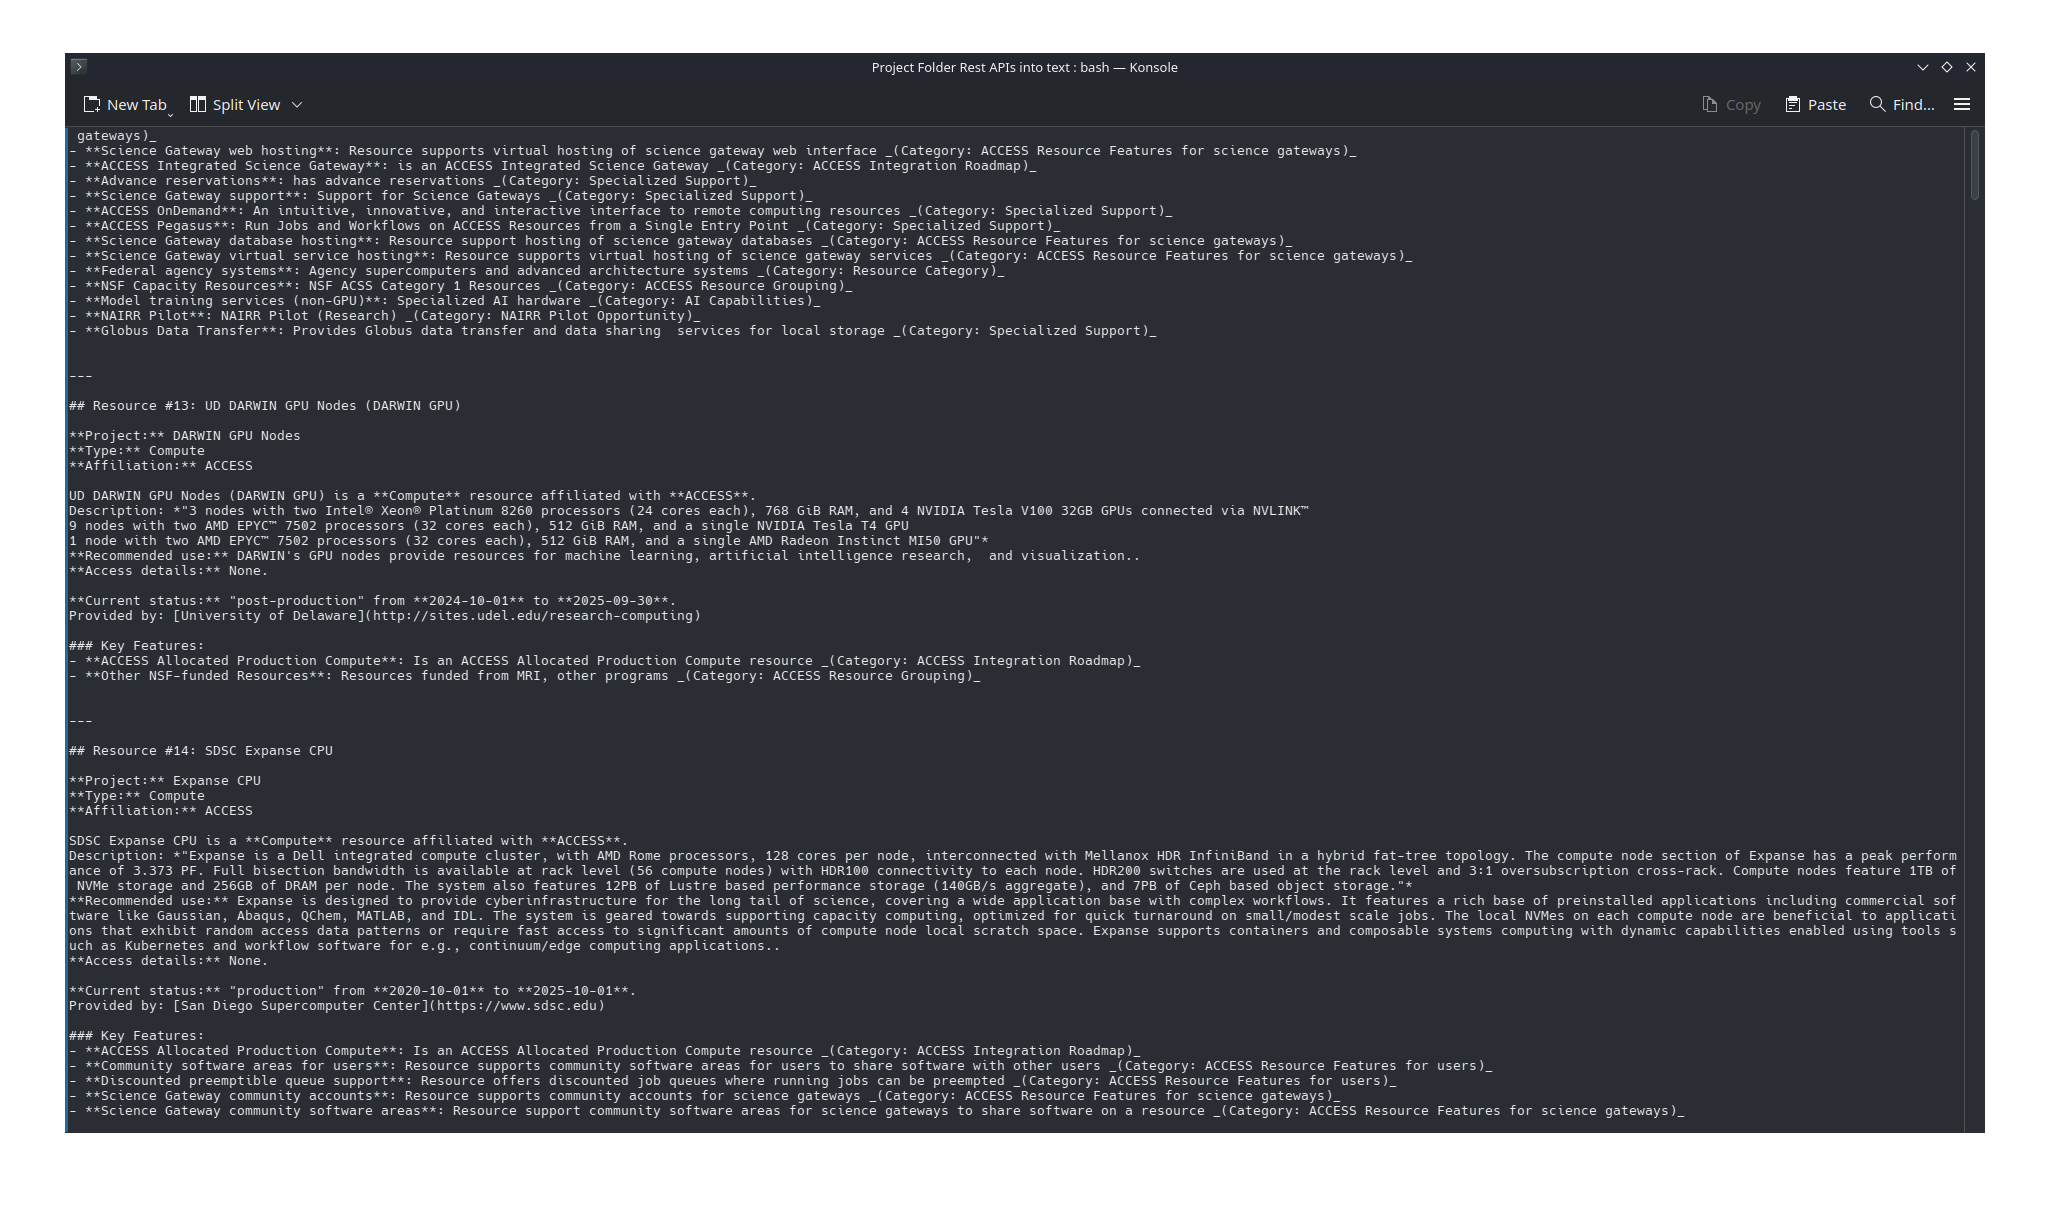 Project Folder Rest APIs into text : bash — Konsole
New Tab
Split View
Copy
Paste
Find...
gateways)_
- **Science Gateway web hosting**: Resource supports virtual hosting of science gateway web interface _(Category: ACCESS Resource Features for science gateways)_
- **ACCESS Integrated Science Gateway**: is an ACCESS Integrated Science Gateway _(Category: ACCESS Integration Roadmap)_
- **Advance reservations**: has advance reservations _(Category: Specialized Support)_
- **Science Gateway support**: Support for Science Gateways _(Category: Specialized Support)_
- **ACCESS OnDemand**: An intuitive, innovative, and interactive interface to remote computing resources _(Category: Specialized Support)_
- **ACCESS Pegasus**: Run Jobs and Workflows on ACCESS Resources from a Single Entry Point _(Category: Specialized Support)_
- **Science Gateway database hosting**: Resource support hosting of science gateway databases _(Category: ACCESS Resource Features for science gateways)_
- **Science Gateway virtual service hosting**: Resource supports virtual hosting of science gateway services _(Category: ACCESS Resource Features for science gateways)_
- **Federal agency systems**: Agency supercomputers and advanced architecture systems _(Category: Resource Category)_
- **NSF Capacity Resources**: NSF ACSS Category 1 Resources _(Category: ACCESS Resource Grouping)_
- **Model training services (non-GPU)**: Specialized AI hardware _(Category: AI Capabilities)_
- **NAIRR Pilot**: NAIRR Pilot (Research) _(Category: NAIRR Pilot Opportunity)_
- **Globus Data Transfer**: Provides Globus data transfer and data sharing  services for local storage _(Category: Specialized Support)_
---
## Resource #13: UD DARWIN GPU Nodes (DARWIN GPU)
**Project:** DARWIN GPU Nodes
**Type:** Compute
**Affiliation:** ACCESS
UD DARWIN GPU Nodes (DARWIN GPU) is a **Compute** resource affiliated with **ACCESS**.
Description: *"3 nodes with two Intel® Xeon® Platinum 8260 processors (24 cores each), 768 GiB RAM, and 4 NVIDIA Tesla V100 32GB GPUs connected via NVLINK™
9 nodes with two AMD EPYC™ 7502 processors (32 cores each), 512 GiB RAM, and a single NVIDIA Tesla T4 GPU
1 node with two AMD EPYC™ 7502 processors (32 cores each), 512 GiB RAM, and a single AMD Radeon Instinct MI50 GPU"*
**Recommended use:** DARWIN's GPU nodes provide resources for machine learning, artificial intelligence research,  and visualization..
**Access details:** None.
**Current status:** "post-production" from **2024-10-01** to **2025-09-30**.
Provided by: [University of Delaware](http://sites.udel.edu/research-computing)
### Key Features:
- **ACCESS Allocated Production Compute**: Is an ACCESS Allocated Production Compute resource _(Category: ACCESS Integration Roadmap)_
- **Other NSF-funded Resources**: Resources funded from MRI, other programs _(Category: ACCESS Resource Grouping)_
---
## Resource #14: SDSC Expanse CPU
**Project:** Expanse CPU
**Type:** Compute
**Affiliation:** ACCESS
SDSC Expanse CPU is a **Compute** resource affiliated with **ACCESS**.
Description: *"Expanse is a Dell integrated compute cluster, with AMD Rome processors, 128 cores per node, interconnected with Mellanox HDR InfiniBand in a hybrid fat-tree topology. The compute node section of Expanse has a peak perform
ance of 3.373 PF. Full bisection bandwidth is available at rack level (56 compute nodes) with HDR100 connectivity to each node. HDR200 switches are used at the rack level and 3:1 oversubscription cross-rack. Compute nodes feature 1TB of
 NVMe storage and 256GB of DRAM per node. The system also features 12PB of Lustre based performance storage (140GB/s aggregate), and 7PB of Ceph based object storage."*
**Recommended use:** Expanse is designed to provide cyberinfrastructure for the long tail of science, covering a wide application base with complex workflows. It features a rich base of preinstalled applications including commercial sof
tware like Gaussian, Abaqus, QChem, MATLAB, and IDL. The system is geared towards supporting capacity computing, optimized for quick turnaround on small/modest scale jobs. The local NVMes on each compute node are beneficial to applicati
ons that exhibit random access data patterns or require fast access to significant amounts of compute node local scratch space. Expanse supports containers and composable systems computing with dynamic capabilities enabled using tools s
uch as Kubernetes and workflow software for e.g., continuum/edge computing applications..
**Access details:** None.
**Current status:** "production" from **2020-10-01** to **2025-10-01**.
Provided by: [San Diego Supercomputer Center](https://www.sdsc.edu)
### Key Features:
- **ACCESS Allocated Production Compute**: Is an ACCESS Allocated Production Compute resource _(Category: ACCESS Integration Roadmap)_
- **Community software areas for users**: Resource supports community software areas for users to share software with other users _(Category: ACCESS Resource Features for users)_
- **Discounted preemptible queue support**: Resource offers discounted job queues where running jobs can be preempted _(Category: ACCESS Resource Features for users)_
- **Science Gateway community accounts**: Resource supports community accounts for science gateways _(Category: ACCESS Resource Features for science gateways)_
- **Science Gateway community software areas**: Resource support community software areas for science gateways to share software on a resource _(Category: ACCESS Resource Features for science gateways)_